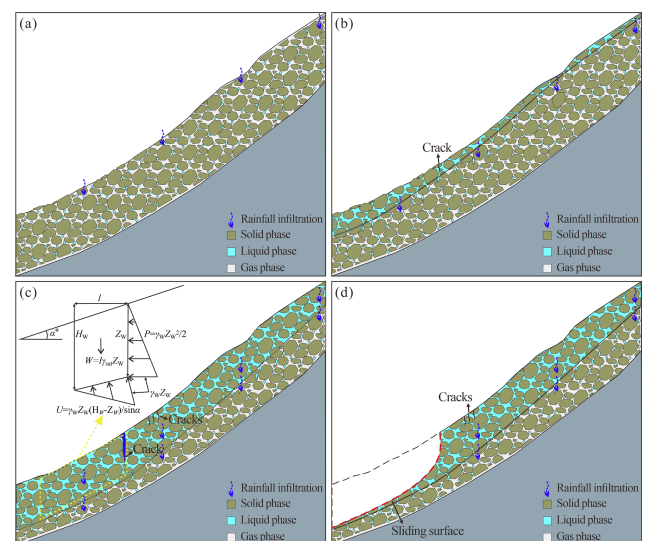 (a)
Rainfall infiltration
Solid phase
Liquid phase
Gas phase
(b)
Crack
Rainfall infiltration
Solid phase
Liquid phase
Gas phase
(c)
l
α*
H_W
Z_W
P=γ_WZ_W²/2
W=lγ_satZ_W
γ_WZ_W
U=γ_WZ_W(H_W-Z_W)/sinα
Cracks
Crack
Rainfall infiltration
Solid phase
Liquid phase
Gas phase
(d)
Cracks
Sliding surface
Rainfall infiltration
Solid phase
Liquid phase
Gas phase